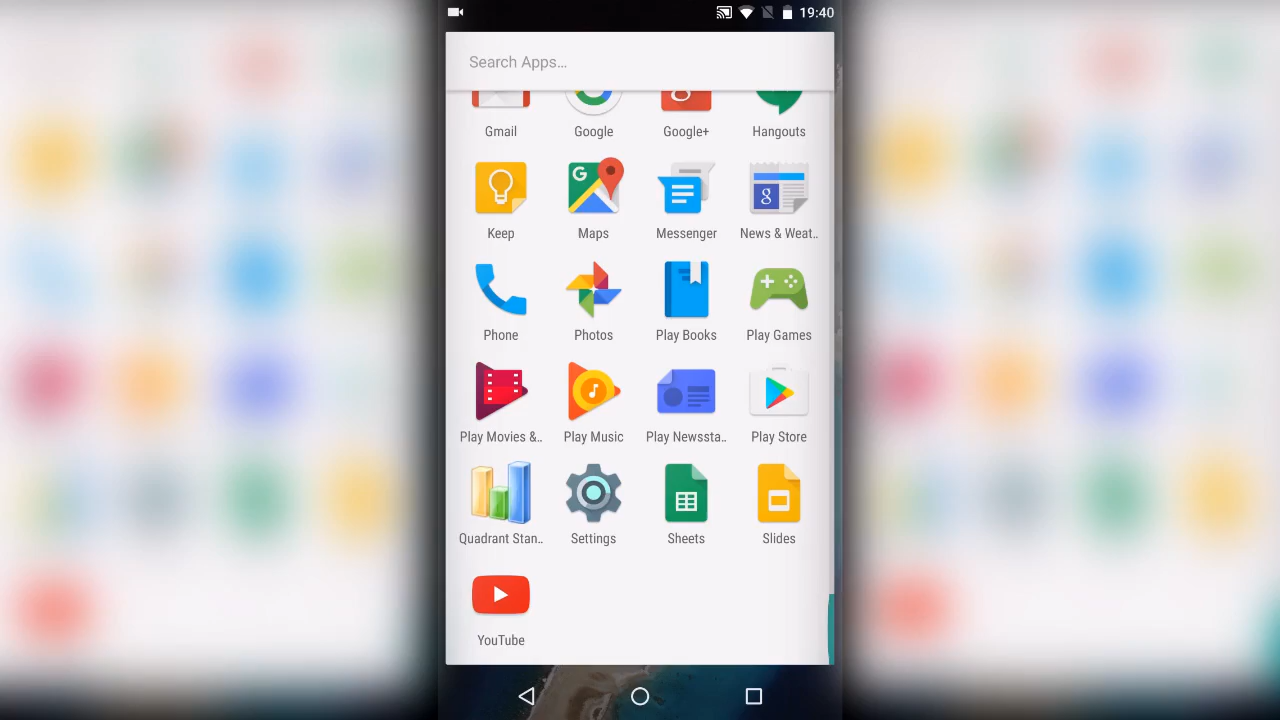 19:40
Search Apps...
Gmail
Google
Google+
Hangouts
Keep
Maps
Messenger
News & Weat..
Phone
Photos
Play Books
Play Games
Play Movies &..
Play Music
Play Newssta..
Play Store
Quadrant Stan..
Settings
Sheets
Slides
YouTube